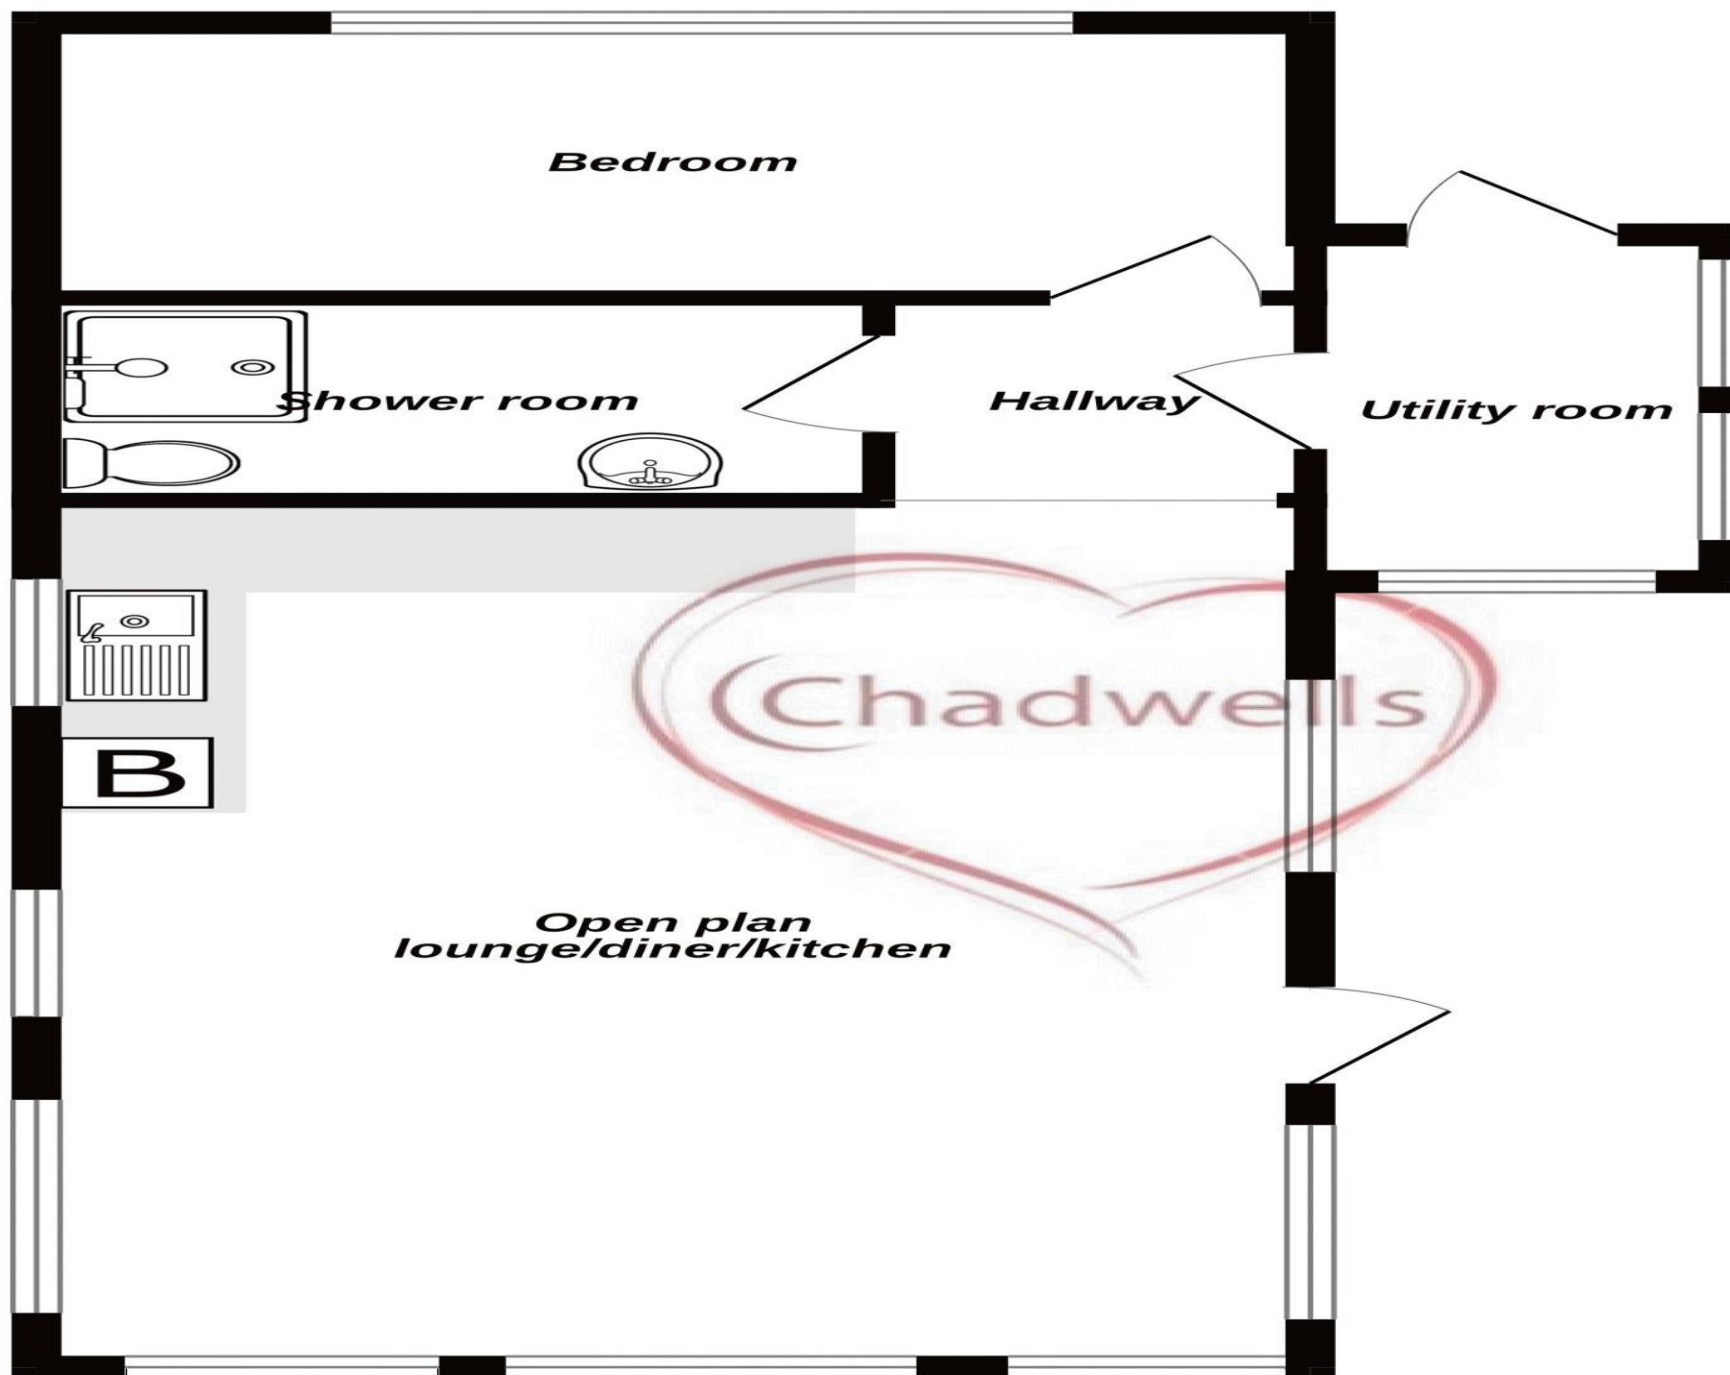 Bedroom
Shower room
Hallway
Utility room
Chadwells
B
Open plan
lounge/diner/kitchen